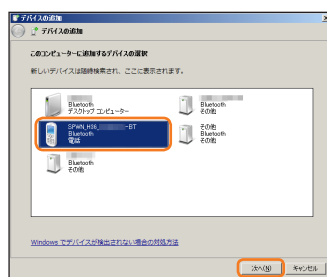 デバイスの追加
デバイスの追加
このコンピューターに追加するデバイスの選択
新しいデバイスは随時検索され、ここに表示されます。
Bluetooth
デスクトップ コンピューター
Bluetooth
その他
SPWN_H36_ -BT
Bluetooth
電話
その他
Bluetooth
その他
Bluetooth
その他
Windows でデバイスが検出されない場合の対処方法
次へ(N)
キャンセル